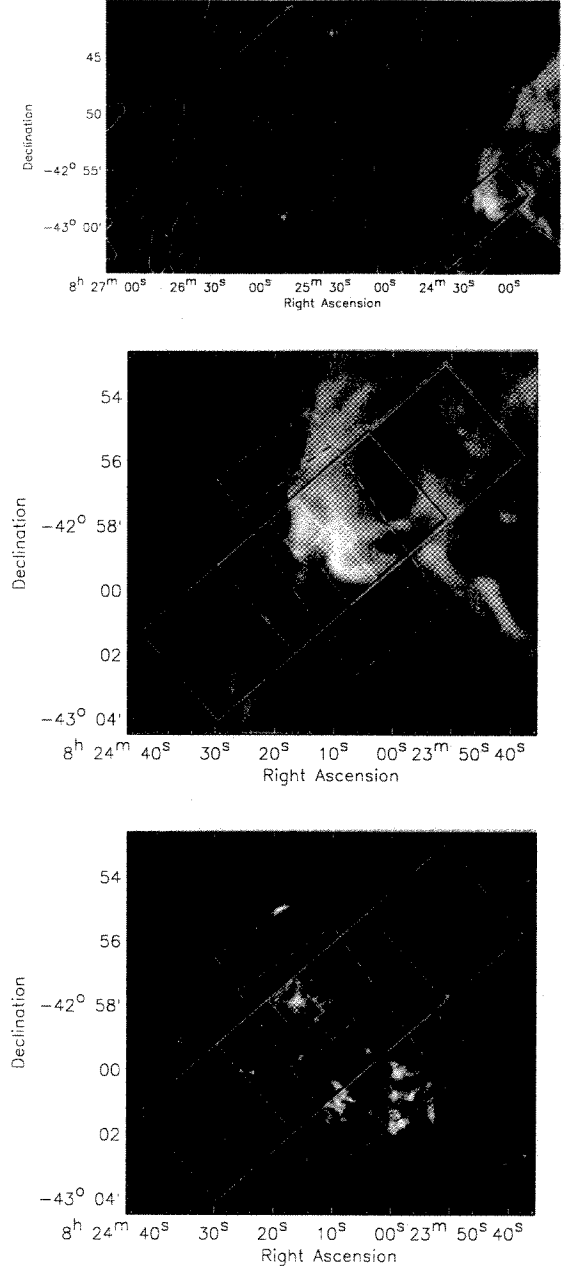 45
50
Declination
−42° 55'
−43° 00'
8ʰ 27ᵐ 00ˢ 26ᵐ 30ˢ 00ˢ 25ᵐ 30ˢ 00ˢ 24ᵐ 30ˢ 00ˢ
Right Ascension
54
56
−42° 58'
Declination
00
02
−43° 04'
8ʰ 24ᵐ 40ˢ 30ˢ 20ˢ 10ˢ 00ˢ 23ᵐ 50ˢ 40ˢ
Right Ascension
54
56
−42° 58'
Declination
00
02
−43° 04'
8ʰ 24ᵐ 40ˢ 30ˢ 20ˢ 10ˢ 00ˢ 23ᵐ 50ˢ 40ˢ
Right Ascension